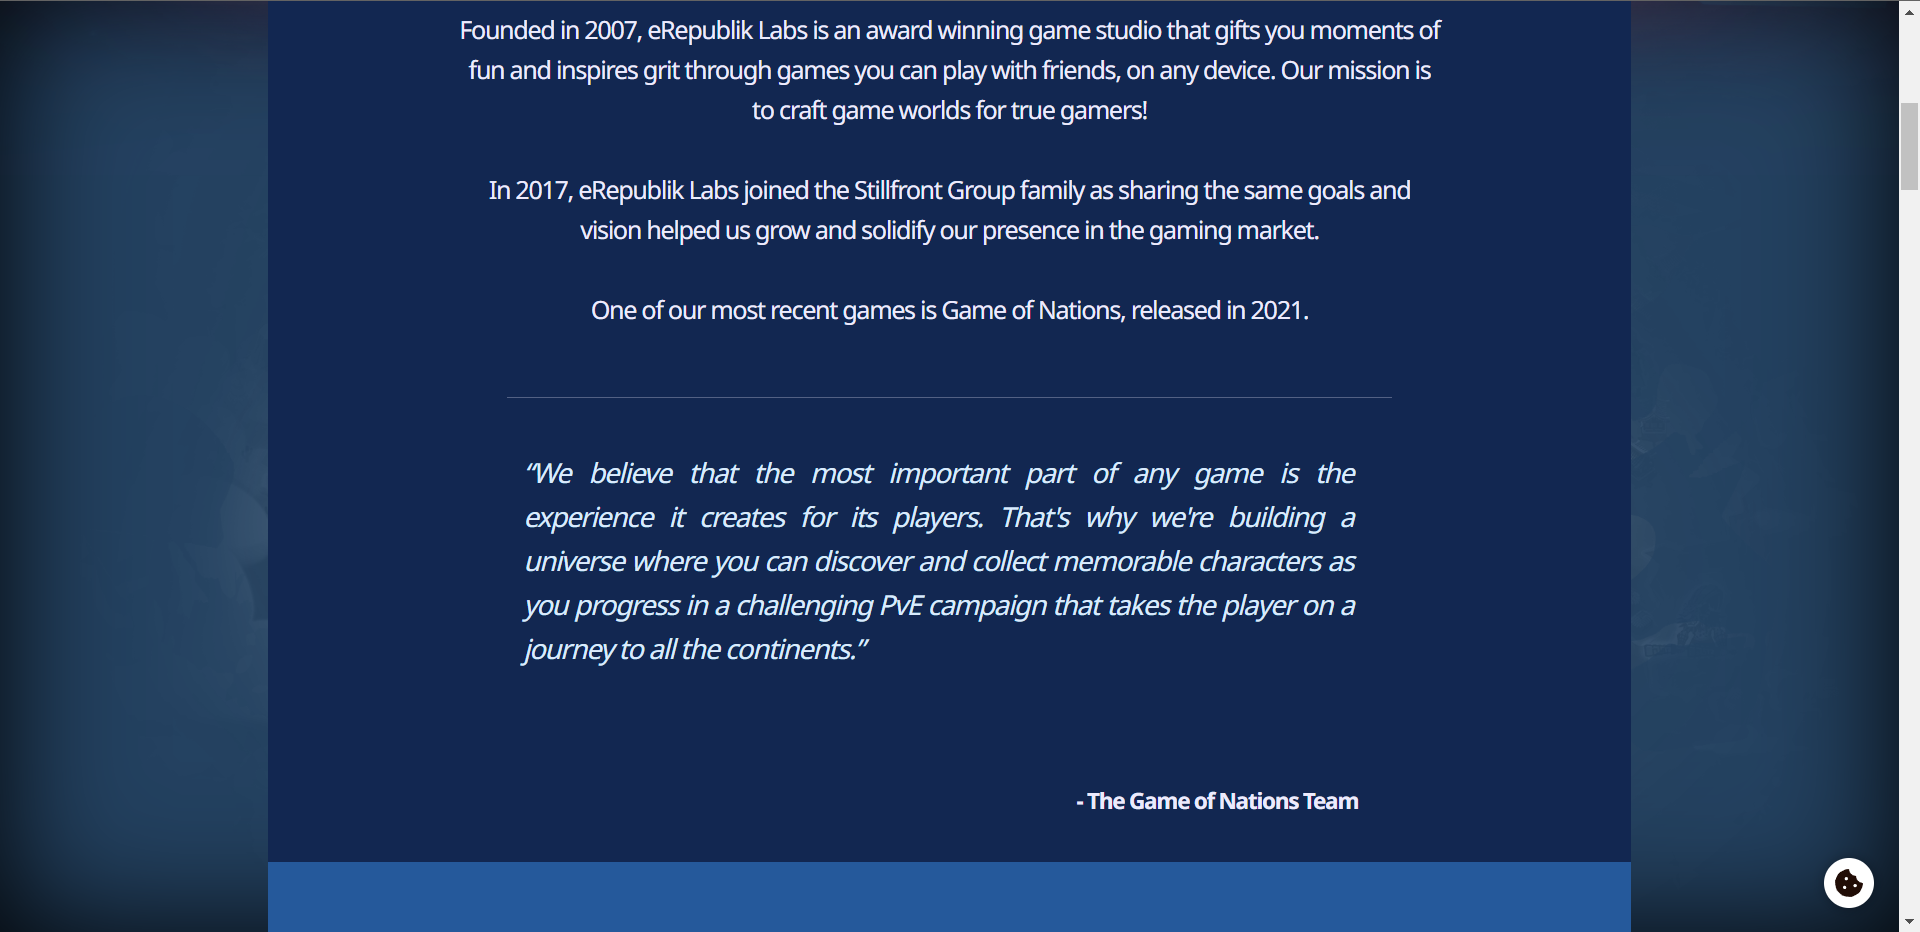 Founded in 2007, eRepublik Labs is an award winning game studio that gifts you moments of
fun and inspires grit through games you can play with friends, on any device. Our mission is
to craft game worlds for true gamers!
In 2017, eRepublik Labs joined the Stillfront Group family as sharing the same goals and
vision helped us grow and solidify our presence in the gaming market.
One of our most recent games is Game of Nations, released in 2021.
“We believe that the most important part of any game is the
experience it creates for its players. That's why we're building a
universe where you can discover and collect memorable characters as
you progress in a challenging PvE campaign that takes the player on a
journey to all the continents.”
- The Game of Nations Team